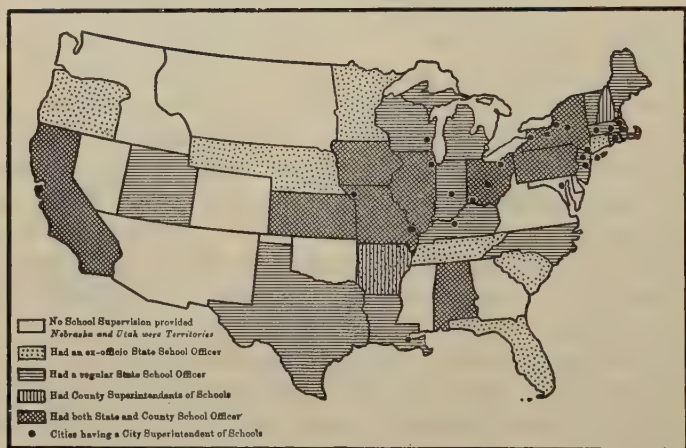 No School Supervision provided
Nebraska and Utah were Territories
Had an ex-officio State School Officer
Had a regular State School Officer
Had County Superintendents of Schools
Had both State and County School Officer
Cities having a City Superintendent of Schools